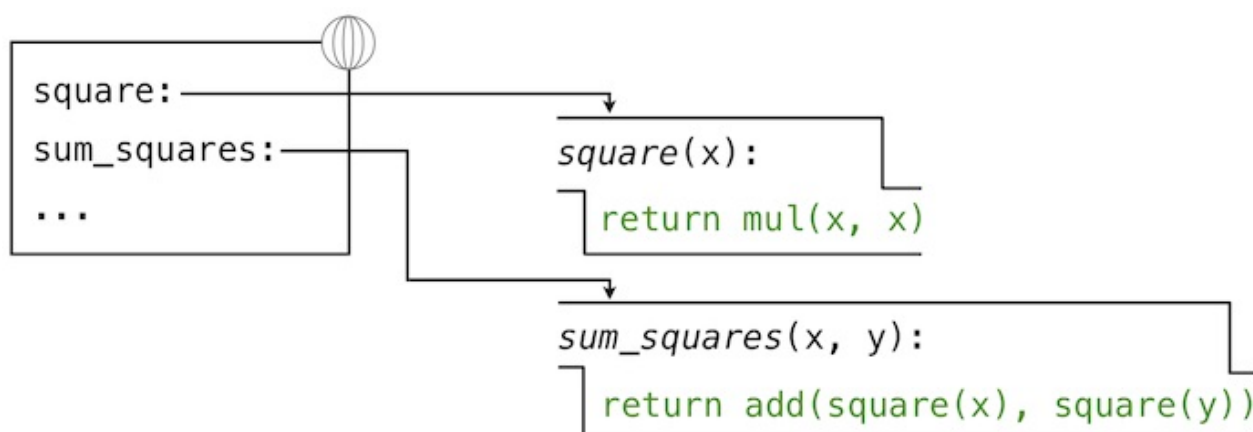 square:
sum_squares:
...
square(x):
return mul(x, x)
sum_squares(x, y):
return add(square(x), square(y))